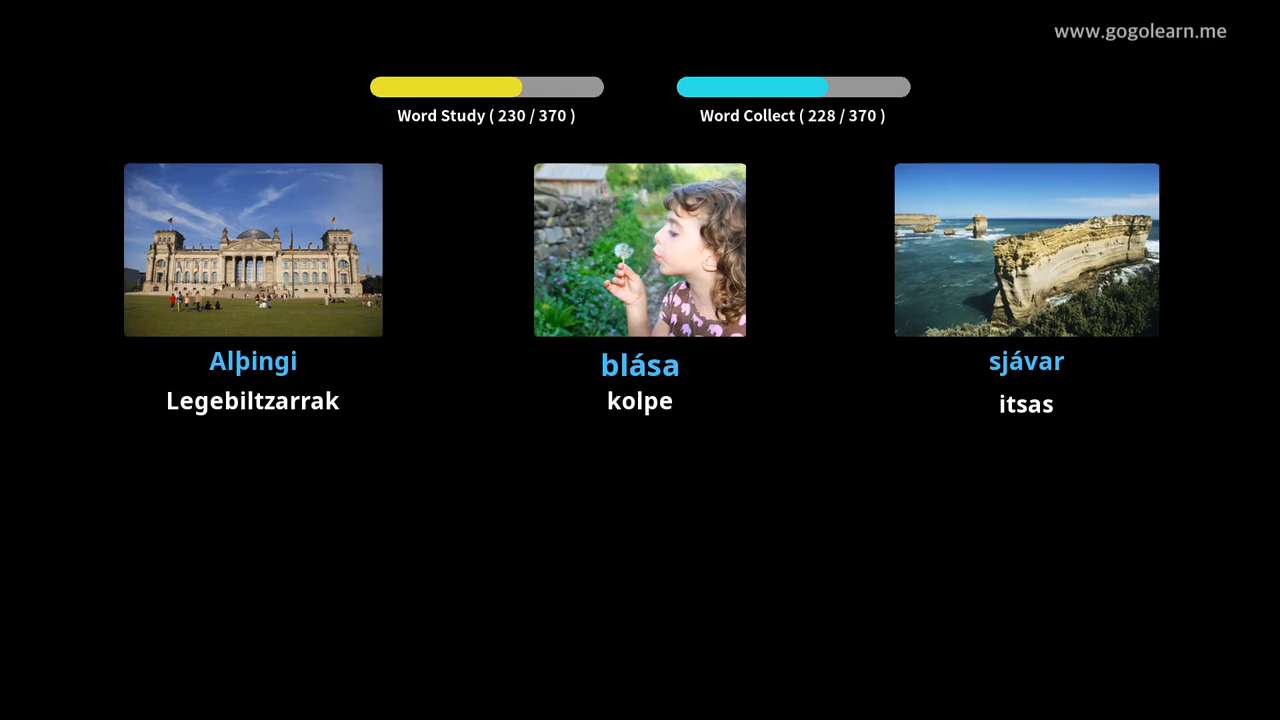 www.gogolearn.me
Word Study ( 230 / 370 )
Word Collect ( 228 / 370 )
Alþingi
Legebiltzarrak
blása
kolpe
sjávar
itsas